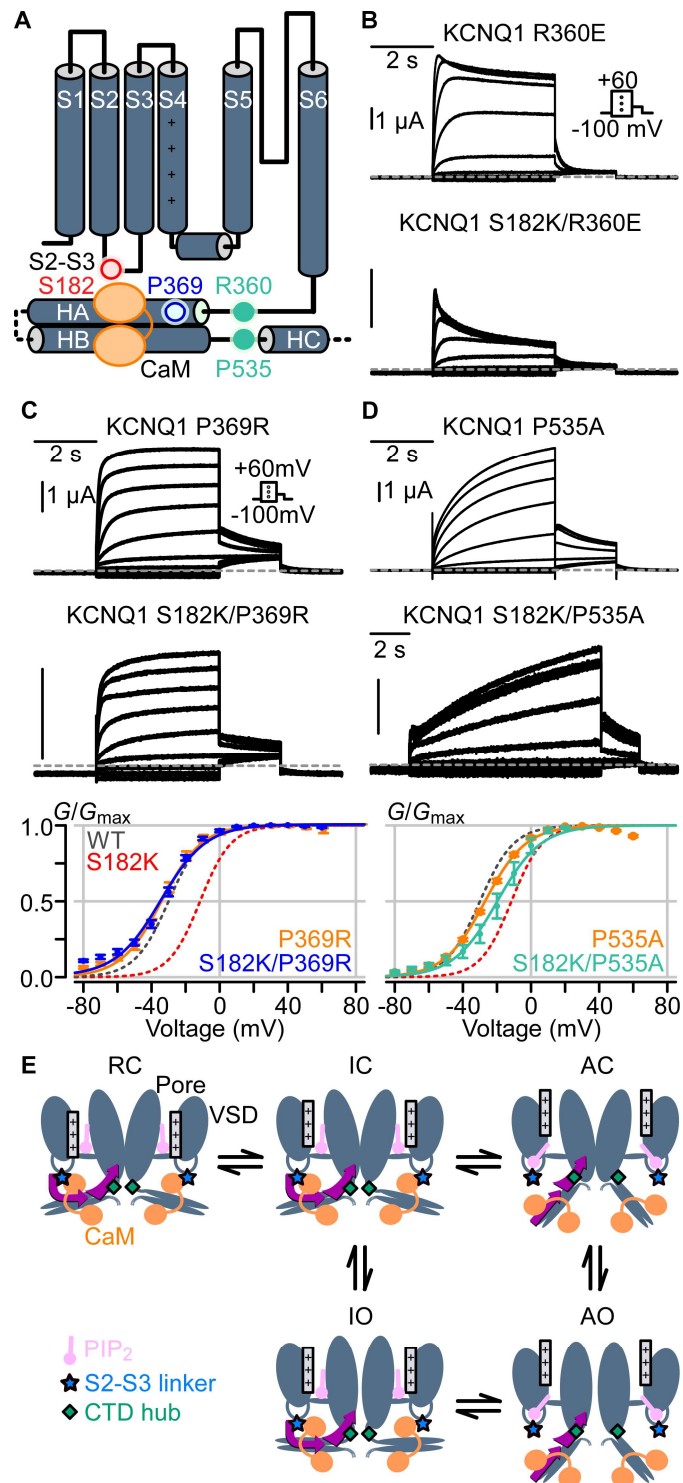 A
S1 S2 S3 S4 S5 S6
+
+
+
+
S2-S3
S182
P369
R360
HA
HB
HC
CaM
P535
B
KCNQ1 R360E
2 s
1 µA
+60
-100 mV
KCNQ1 S182K/R360E
C
KCNQ1 P369R
2 s
1 µA
+60mV
-100mV
KCNQ1 S182K/P369R
G/Gmax
1.0
0.5
0.0
WT
S182K
P369R
S182K/P369R
-80 -40 0 40 80
Voltage (mV)
D
KCNQ1 P535A
2 s
1 µA
KCNQ1 S182K/P535A
2 s
G/Gmax
P535A
S182K/P535A
-80 -40 0 40 80
Voltage (mV)
E
RC
Pore
VSD
CaM
IC
AC
IO
AO
+ + +
+ + +
+ + +
+ + +
+ + +
+ + +
+ + +
+ + +
+ + +
+ + +
PIP2
S2-S3 linker
CTD hub